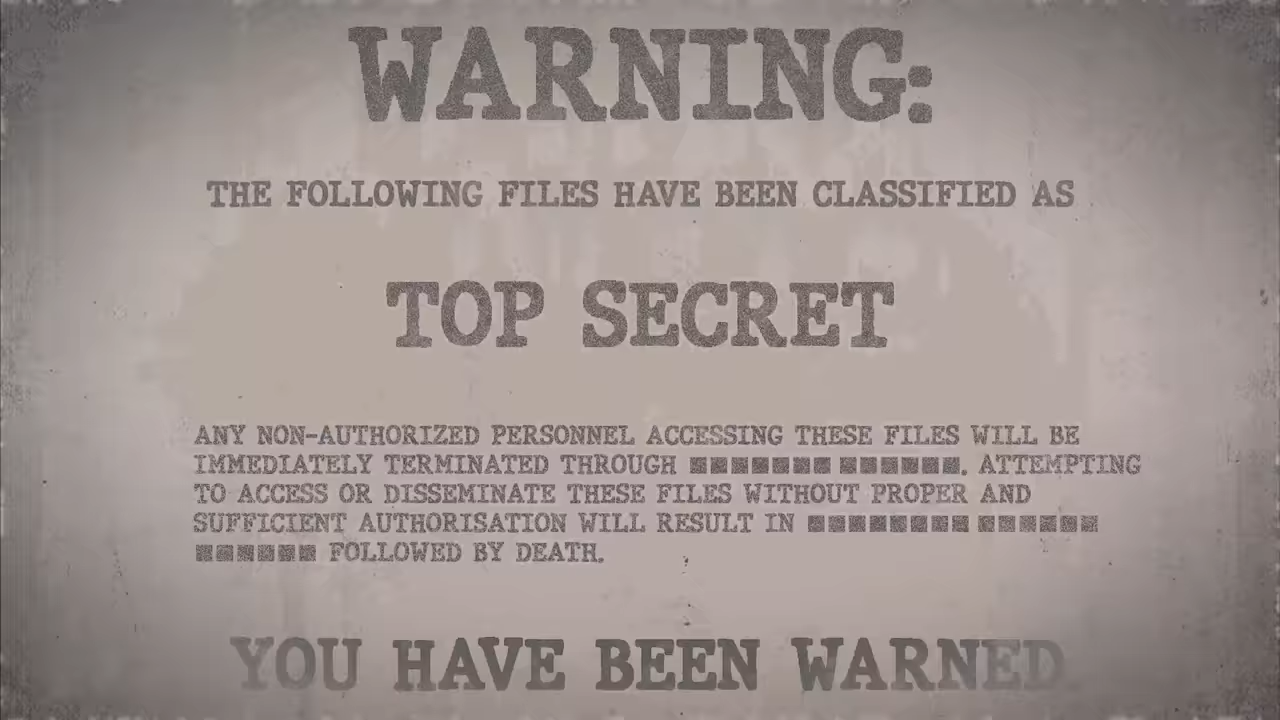 WARNING:
THE FOLLOWING FILES HAVE BEEN CLASSIFIED AS
TOP SECRET
ANY NON-AUTHORIZED PERSONNEL ACCESSING THESE FILES WILL BE
IMMEDIATELY TERMINATED THROUGH ■■■■■■■ ■■■■■■. ATTEMPTING
TO ACCESS OR DISSEMINATE THESE FILES WITHOUT PROPER AND
SUFFICIENT AUTHORISATION WILL RESULT IN ■■■■■■■■ ■■■■■■
■■■■■■ FOLLOWED BY DEATH.
YOU HAVE BEEN WARNED.